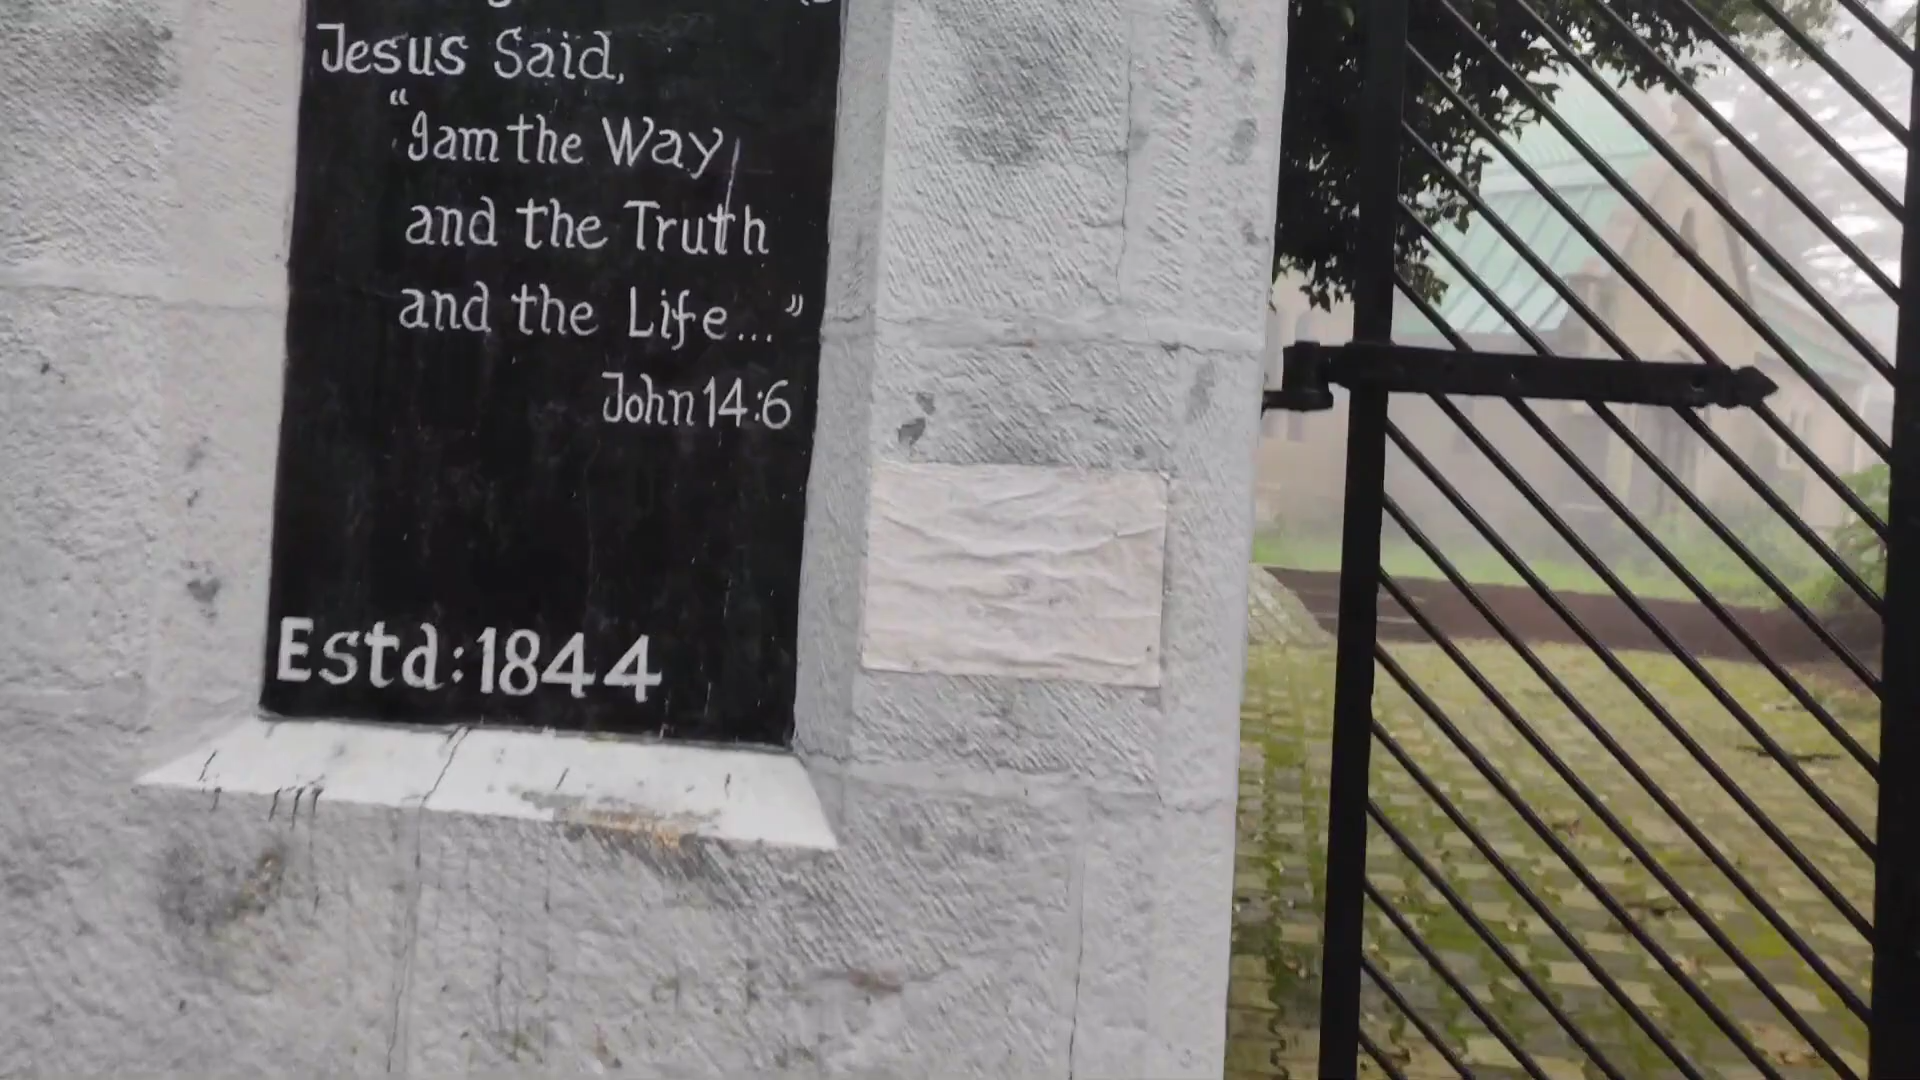 Jesus Said,
"I am the Way
and the Truth
and the Life..."
John 14:6
Estd:1844